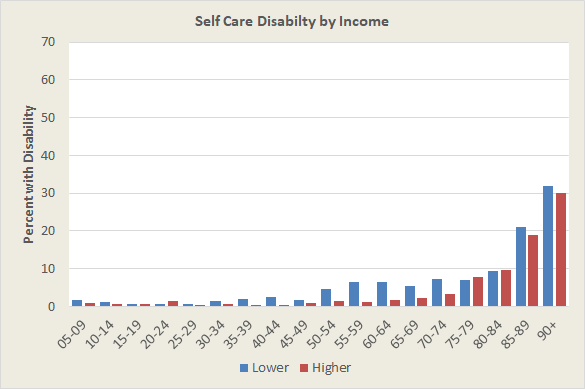 Self Care Disabilty by Income
Percent with Disability
70
60
50
40
30
20
10
0
05-09 10-14 15-19 20-24 25-29 30-34 35-39 40-44 45-49 50-54 55-59 60-64 65-69 70-74 75-79 80-84 85-89 90+
Lower Higher